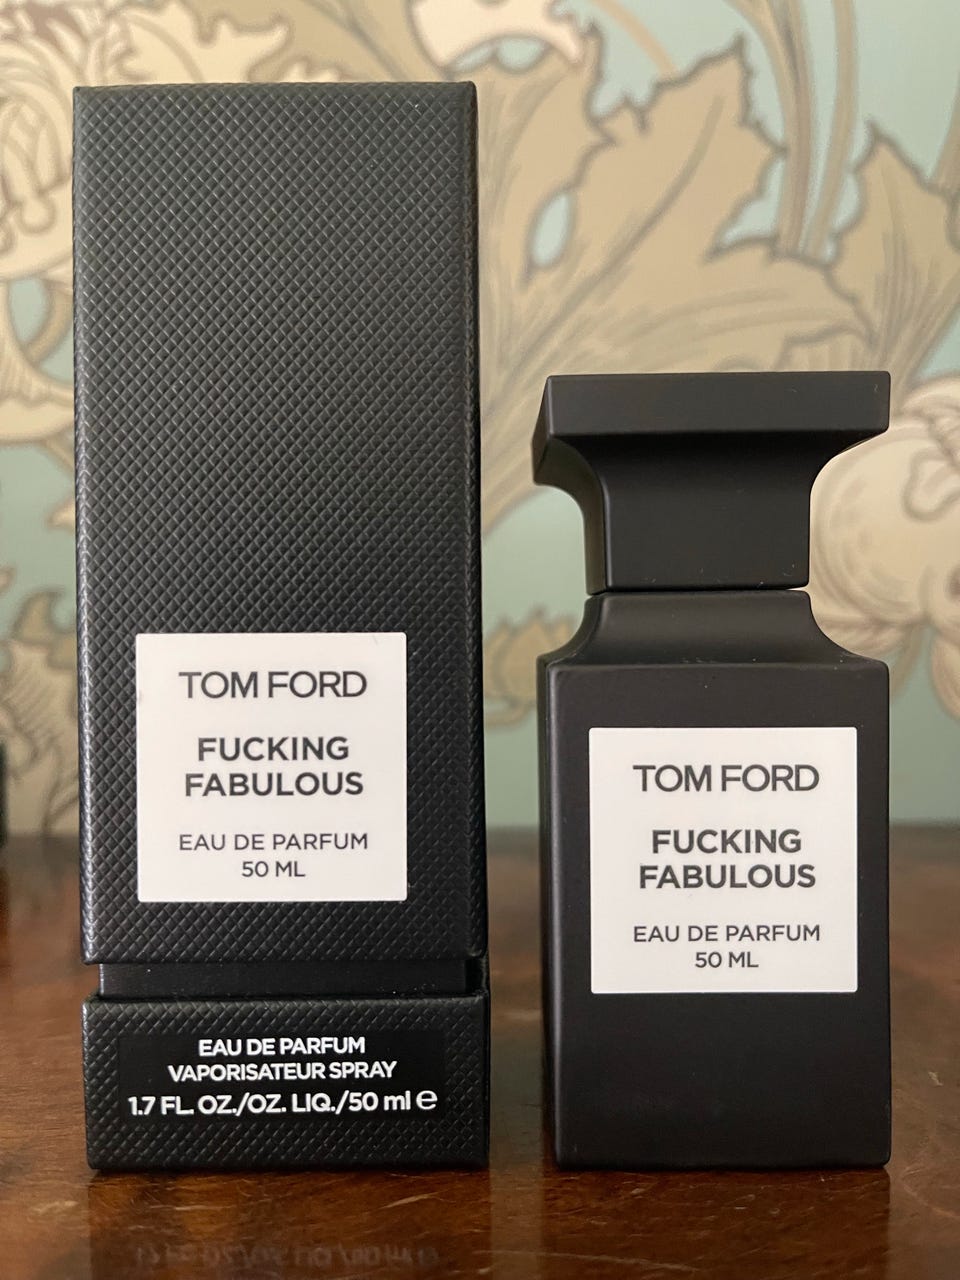 TOM FORD
FUCKING
FABULOUS
EAU DE PARFUM
50 ML
EAU DE PARFUM
VAPORISATEUR SPRAY
1.7 FL. OZ./OZ. LIQ./50 ml ℮
TOM FORD
FUCKING
FABULOUS
EAU DE PARFUM
50 ML